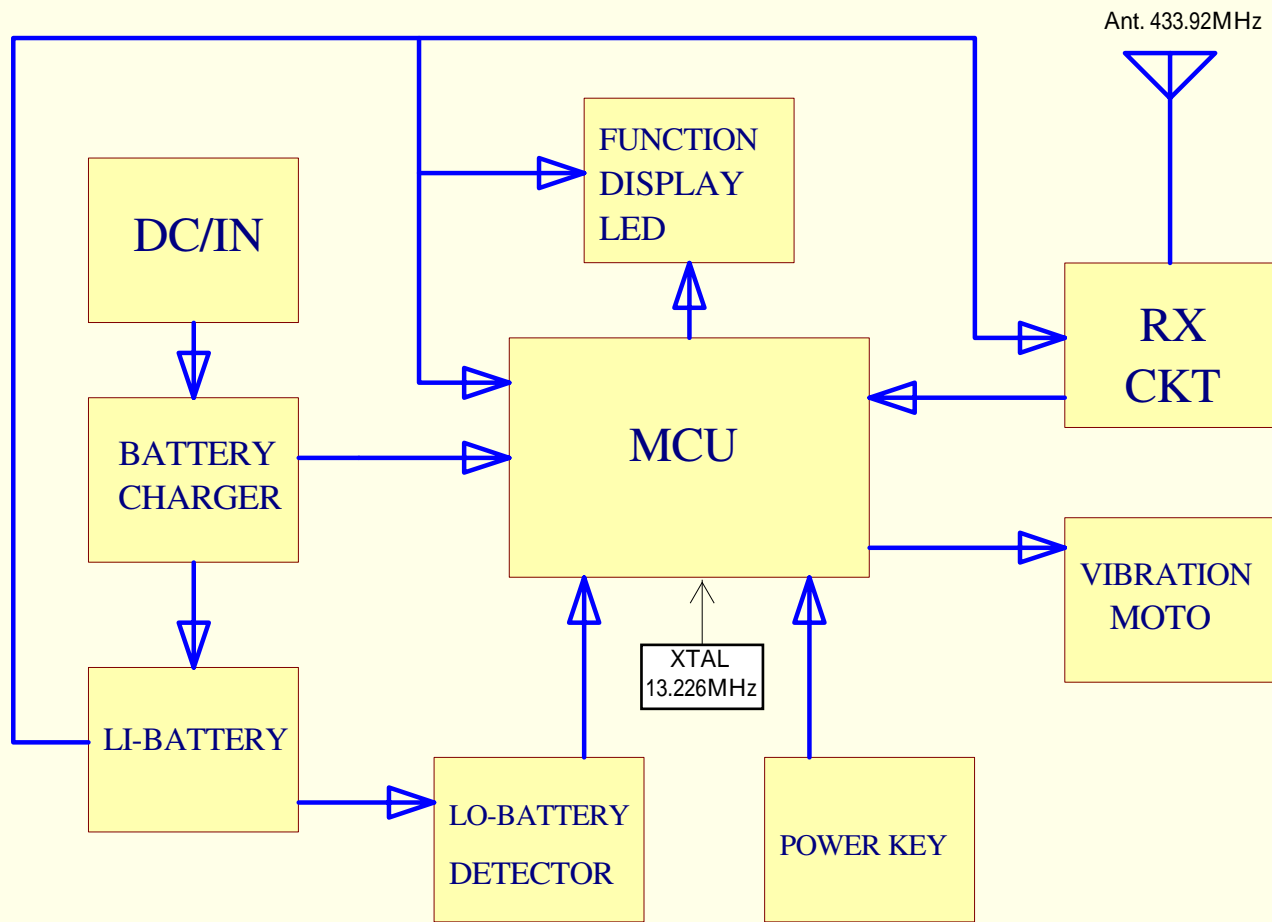 Ant. 433.92MHz
FUNCTION
DISPLAY
LED
DC/IN
RX
CKT
MCU
BATTERY
CHARGER
VIBRATION
MOTO
XTAL
13.226MHz
LI-BATTERY
LO-BATTERY
DETECTOR
POWER KEY